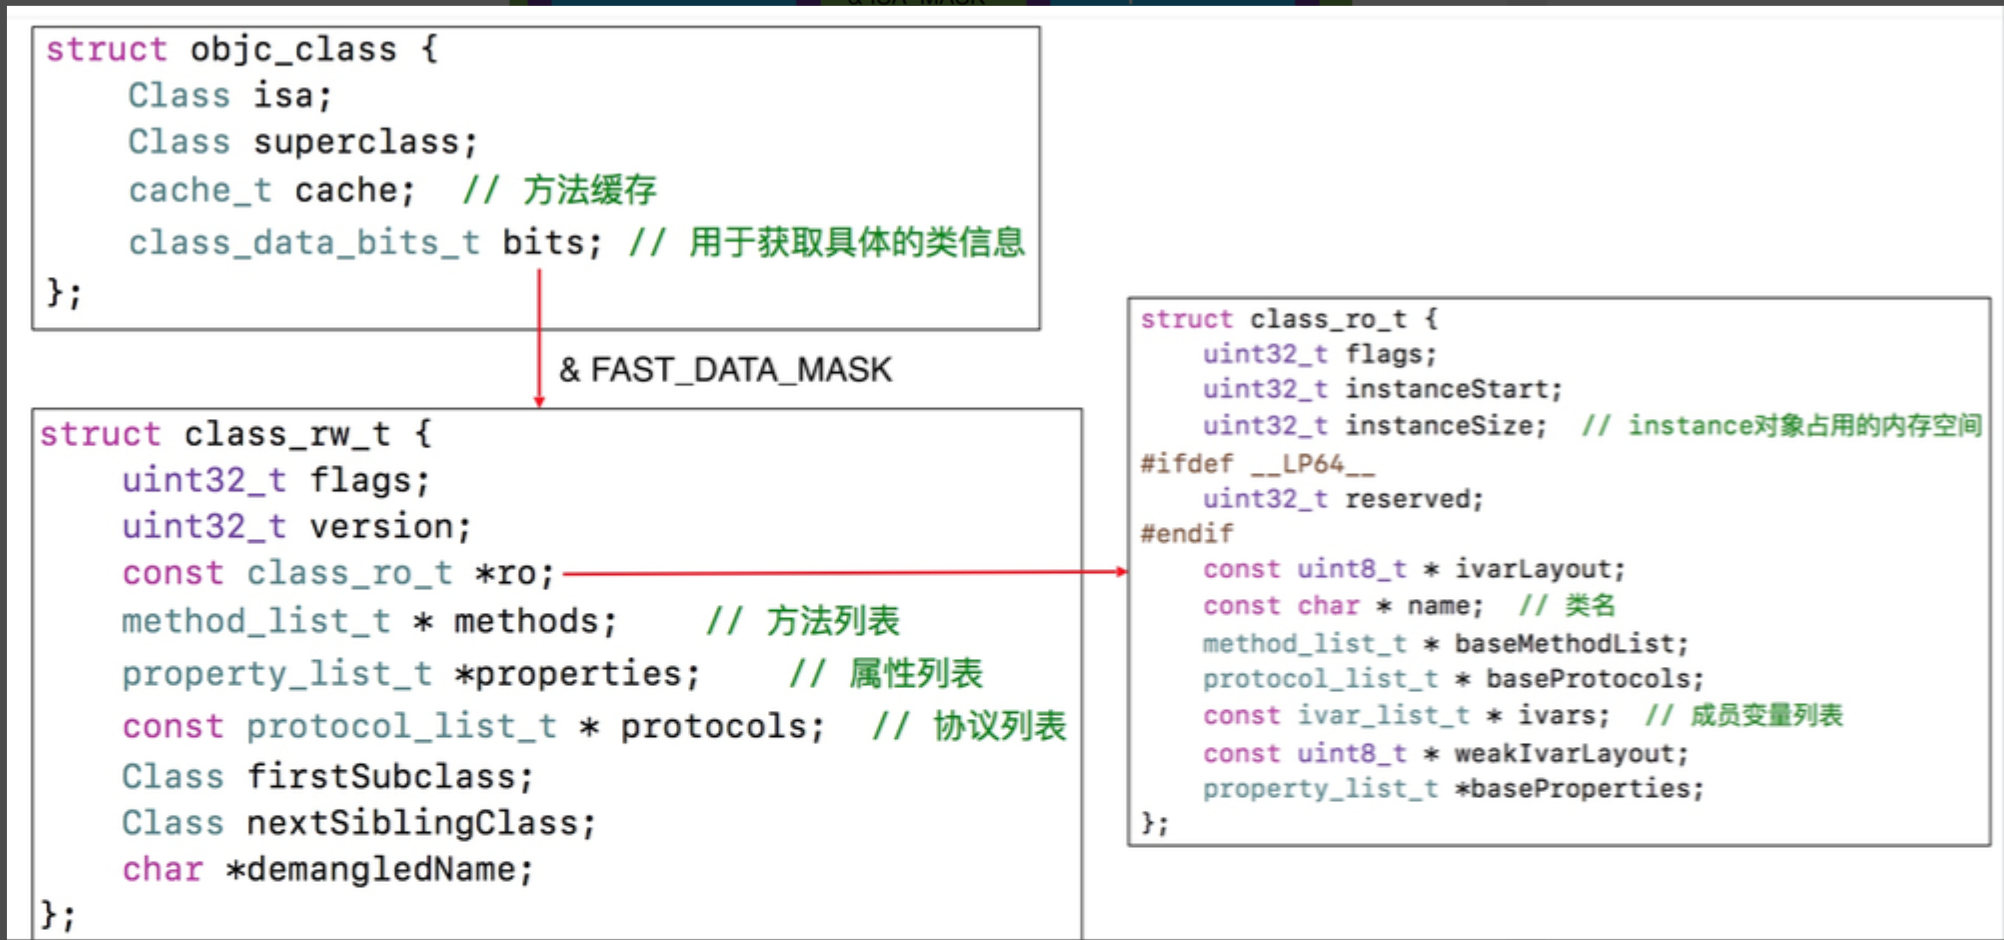 struct objc_class {
    Class isa;
    Class superclass;
    cache_t cache;  // 方法缓存
    class_data_bits_t bits; // 用于获取具体的类信息
};
& FAST_DATA_MASK
struct class_rw_t {
    uint32_t flags;
    uint32_t version;
    const class_ro_t *ro;
    method_list_t * methods;    // 方法列表
    property_list_t *properties;    // 属性列表
    const protocol_list_t * protocols;  // 协议列表
    Class firstSubclass;
    Class nextSiblingClass;
    char *demangledName;
};
struct class_ro_t {
    uint32_t flags;
    uint32_t instanceStart;
    uint32_t instanceSize;  // instance对象占用的内存空间
#ifdef __LP64__
    uint32_t reserved;
#endif
    const uint8_t * ivarLayout;
    const char * name;  // 类名
    method_list_t * baseMethodList;
    protocol_list_t * baseProtocols;
    const ivar_list_t * ivars;  // 成员变量列表
    const uint8_t * weakIvarLayout;
    property_list_t *baseProperties;
};